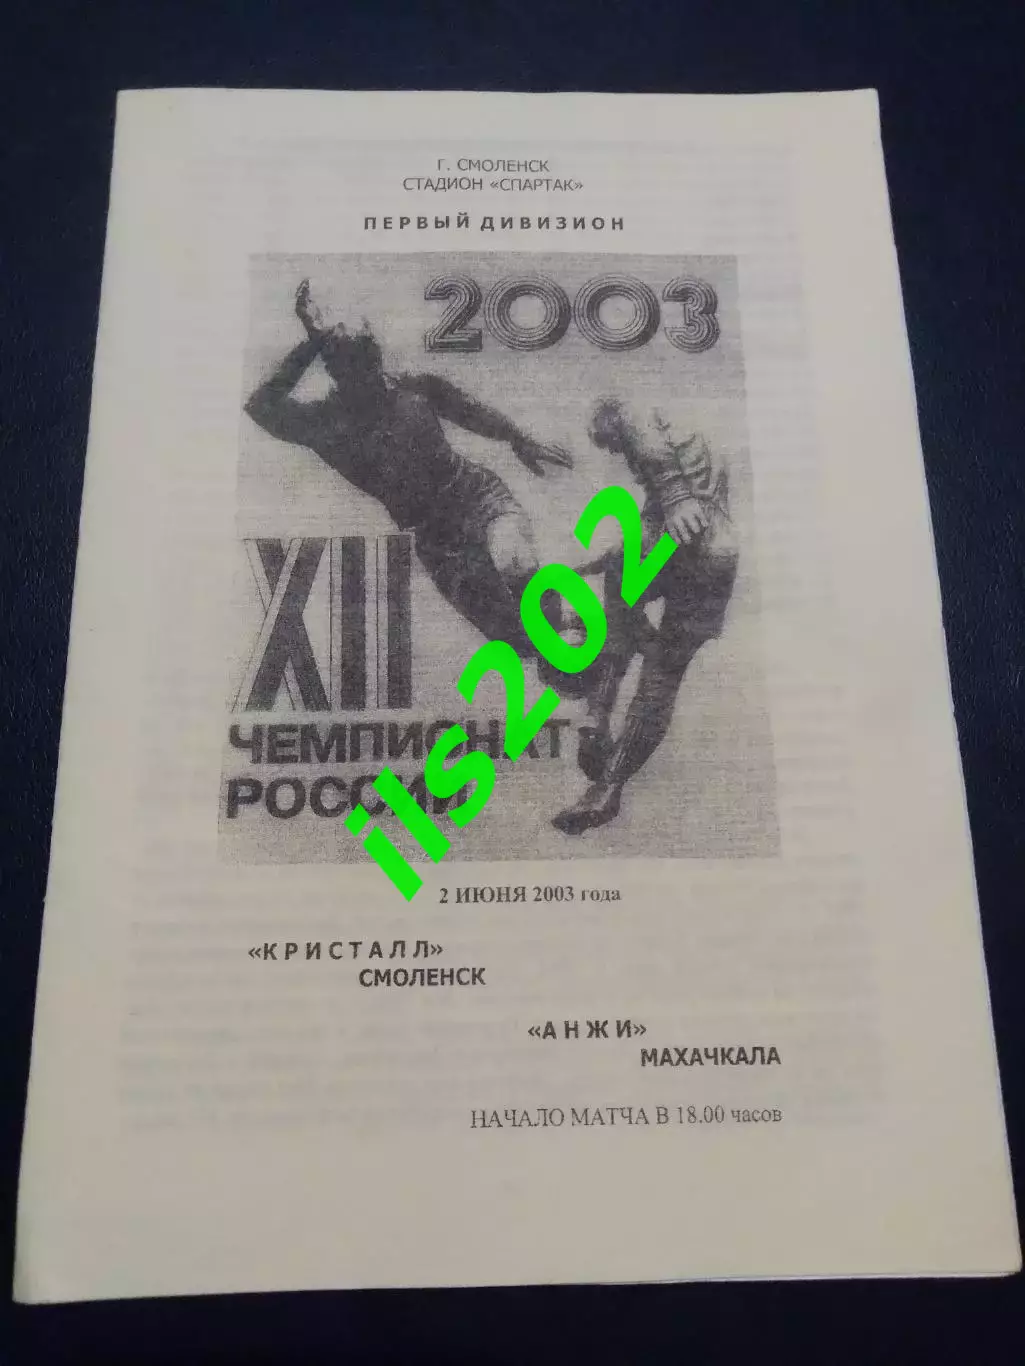 Г. СМОЛЕНСК
СТАДИОН «СПАРТАК»
ПЕРВЫЙ ДИВИЗИОН
2003
XII
ЧЕМПИОНАТ
РОССИИ
ils202
2 ИЮНЯ 2003 года
«КРИСТАЛЛ»
СМОЛЕНСК
«АНЖИ»
МАХАЧКАЛА
НАЧАЛО МАТЧА В 18.00 часов